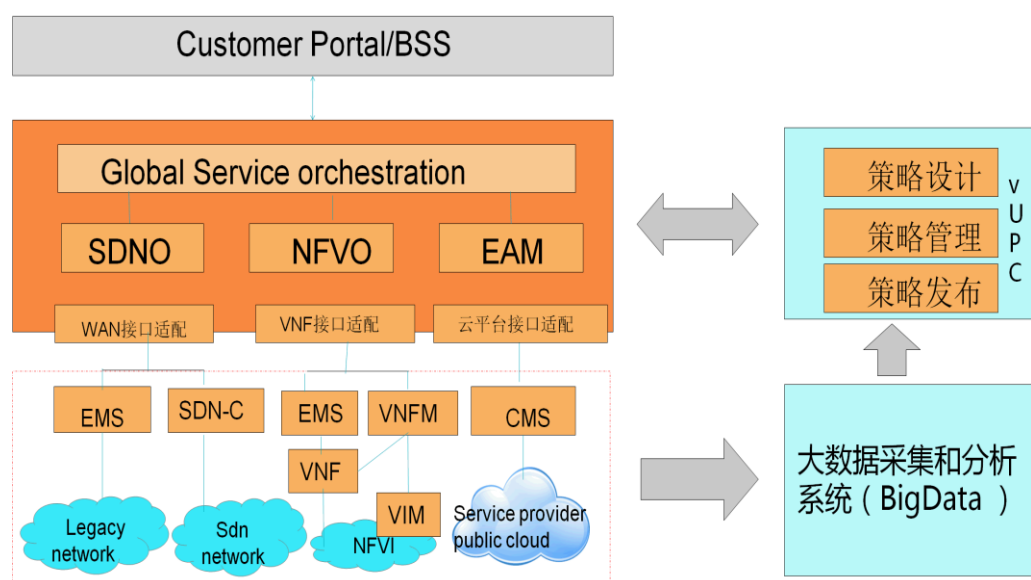 Customer Portal/BSS
Global Service orchestration
SDNO
NFVO
EAM
WAN接口适配
VNF接口适配
云平台接口适配
EMS
SDN-C
EMS
VNFM
CMS
VNF
VIM
Legacy
network
Sdn
network
NFVI
Service provider
public cloud
策略设计
策略管理
策略发布
v
U
P
C
大数据采集和分析
系统（BigData ）